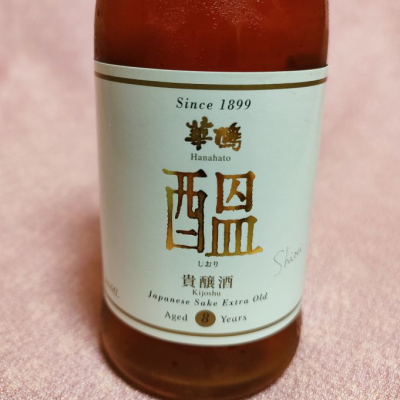 Since 1899
華鳩
Hanahato
醞
しおり
貴醸酒
Kijoshu
Japanese Sake Extra Old
Aged 8 Years